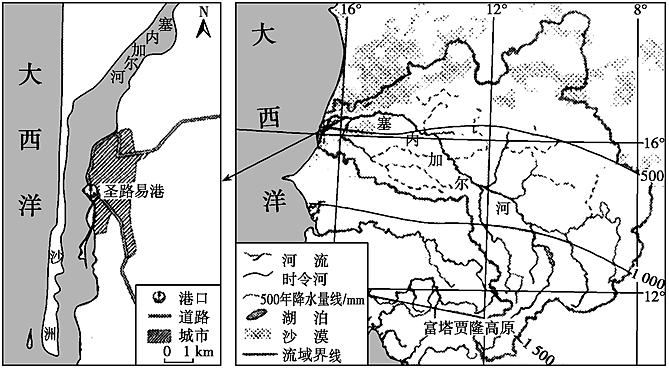 大西洋
塞内加尔河
N
圣路易港
沙洲
港口
道路
城市
0 1 km
16°
12°
8°
大西洋
塞内加尔河
16°
500
1 000
12°
富塔贾隆高原
1 500
河流
时令河
500年降水量线/mm
湖泊
沙漠
流域界线